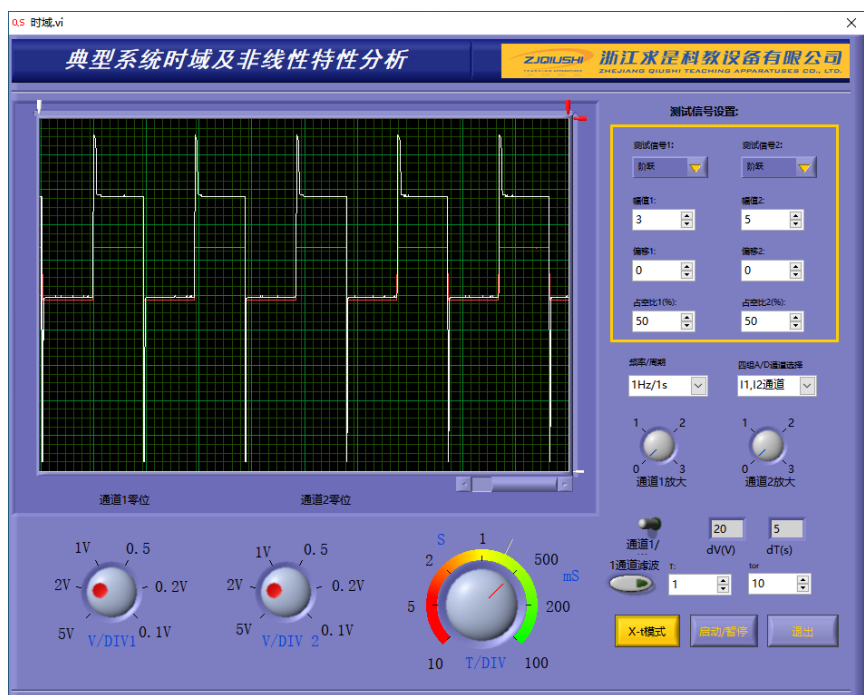 时域.vi
典型系统时域及非线性特性分析
ZJQIUSHI 浙江求是科教设备有限公司
ZHEJIANG QIUSHI TEACHING APPARATUSES CO., LTD.
测试信号设置:
测试信号1: 测试信号2:
阶跃 阶跃
幅值1: 幅值2:
3 5
偏移1: 偏移2:
0 0
占空比1(%): 占空比2(%):
50 50
频率/周期 四组A/D通道选择
1Hz/1s I1,I2通道
1 2 1 2
0 3 0 3
通道1放大 通道2放大
通道1零位 通道2零位
20 5
通道1/ dV(V) dT(s)
1通道滤波 T: tor
1 10
X-t模式 启动/暂停 退出
1V 0.5
2V 0.2V
5V 0.1V
V/DIV1
1V 0.5
2V 0.2V
5V 0.1V
V/DIV 2
S 1
2 500
mS
5 200
10 T/DIV 100